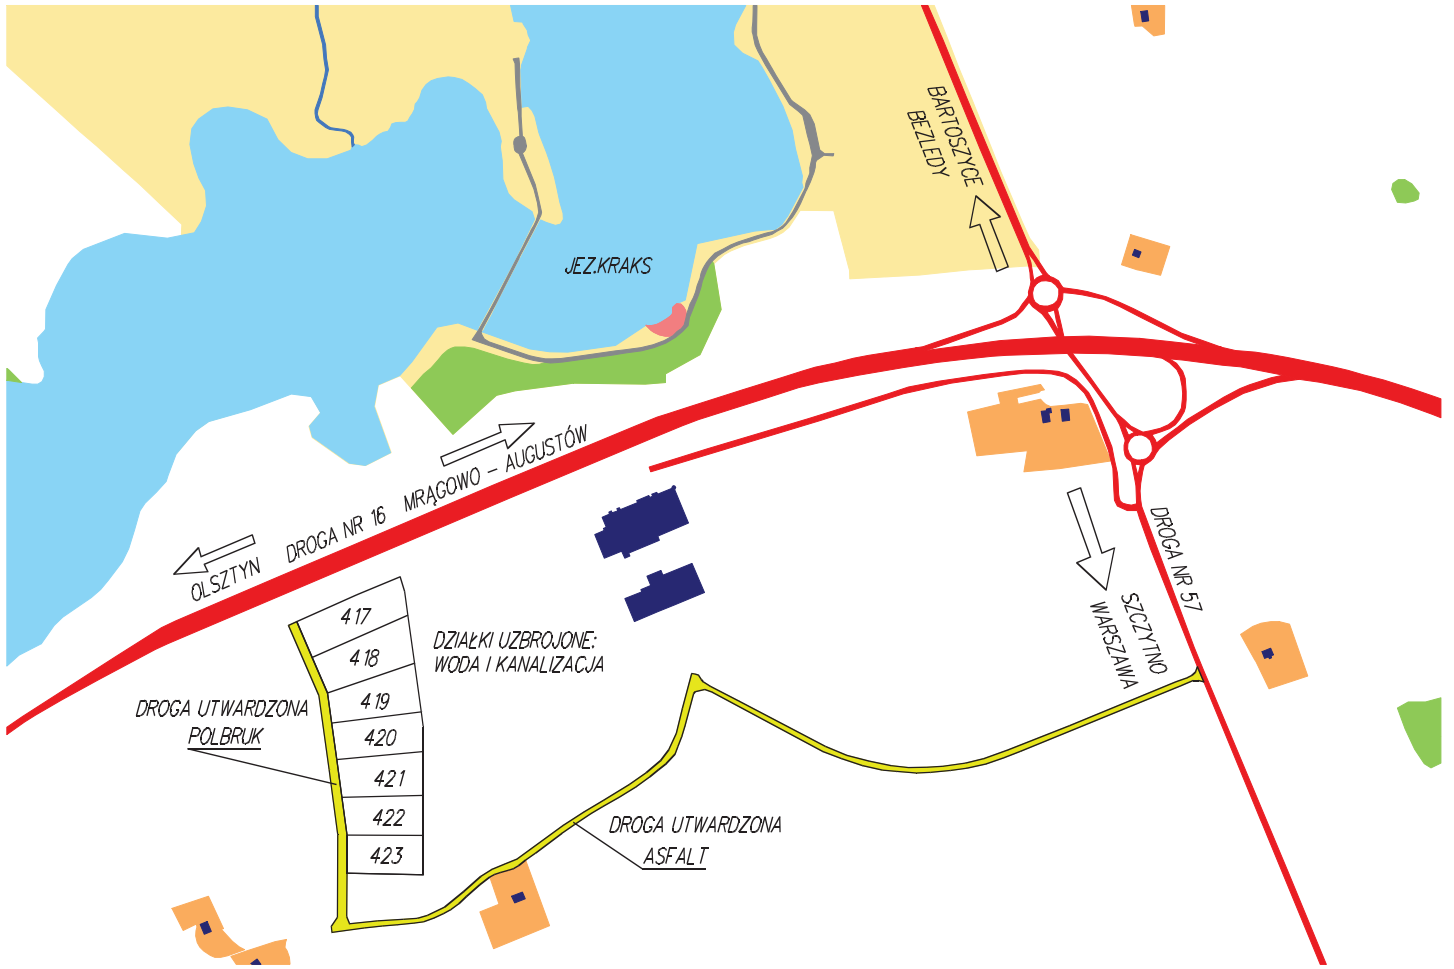 BARTOSZYCE
BEZLEDY
JEZ.KRAKS
OLSZTYN
DROGA NR 16
MRĄGOWO - AUGUSTÓW
DROGA NR 57
SZCZYTNO
WARSZAWA
417
418
419
420
421
422
423
DZIAŁKI UZBROJONE:
WODA I KANALIZACJA
DROGA UTWARDZONA
POLBRUK
DROGA UTWARDZONA
ASFALT